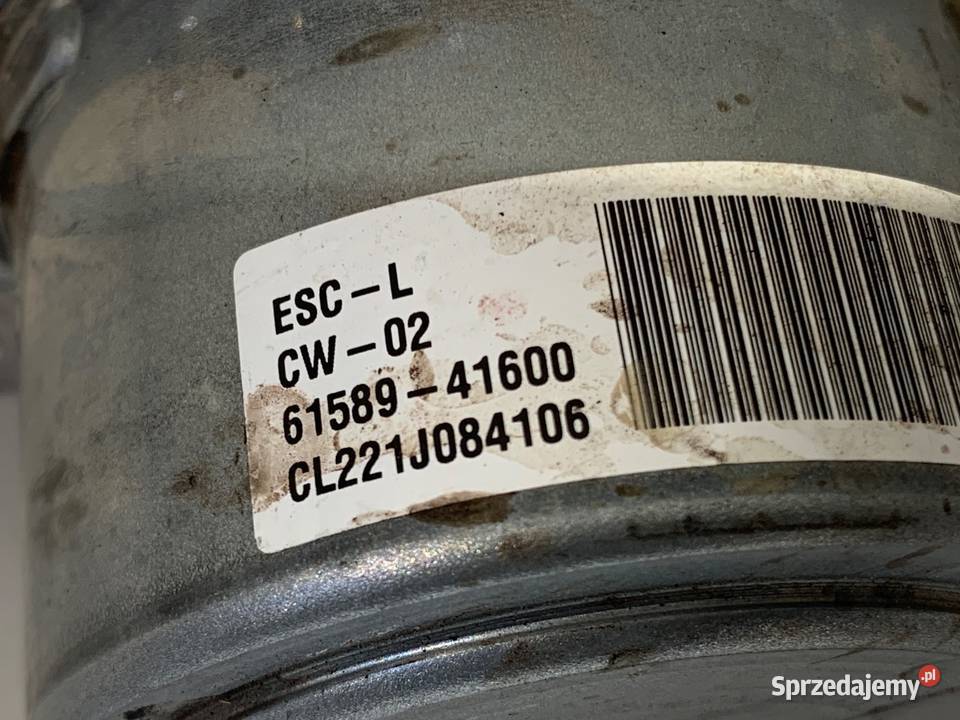 ESC-L
CW-02
61589-41600
CL221J084106
Sprzedajemy.pl